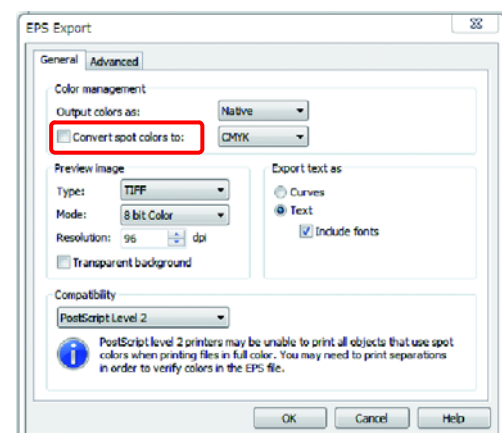 EPS Export
General Advanced
Color management
Output colors as: Native
Convert spot colors to: CMYK
Preview image
Type: TIFF
Mode: 8 bit Color
Resolution: 96 dpi
Transparent background
Export text as
Curves
Text
Include fonts
Compatibility
PostScript Level 2
PostScript level 2 printers may be unable to print all objects that use spot
colors when printing files in full color. You may need to print separations
in order to verify colors in the EPS file.
OK Cancel Help